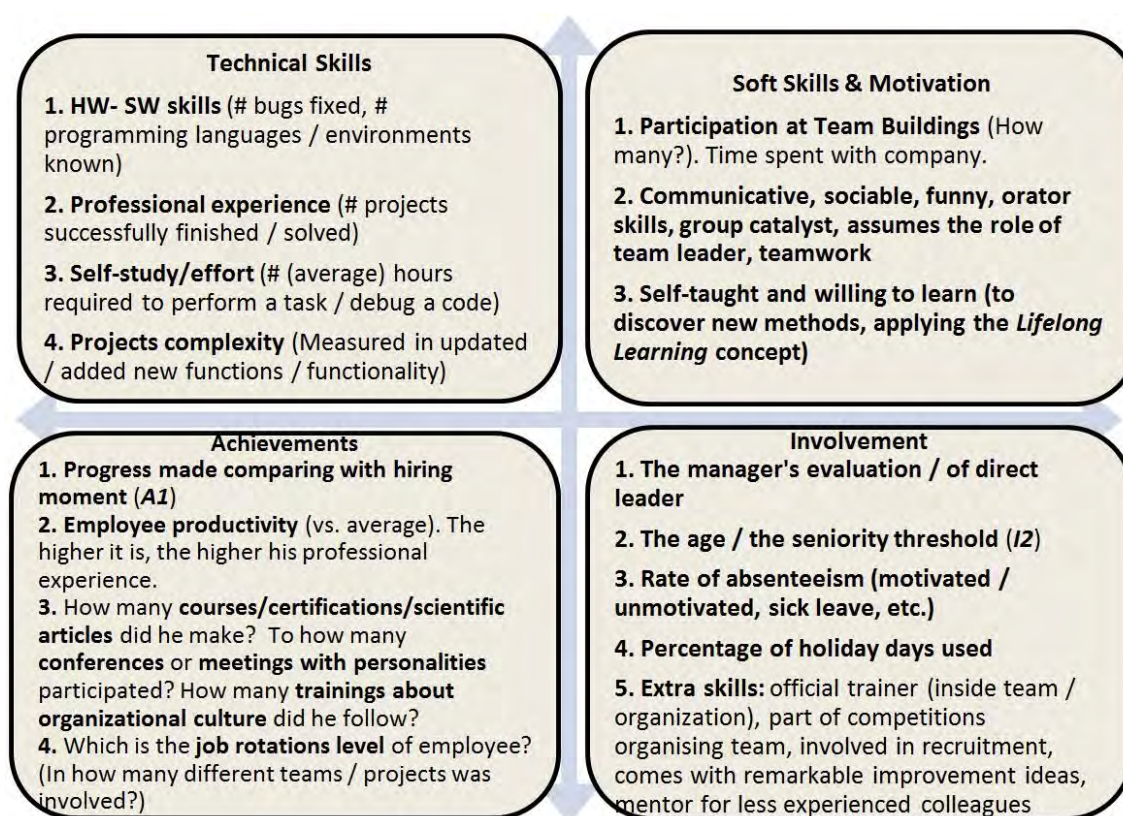 Technical Skills
1. HW- SW skills (# bugs fixed, #
programming languages / environments
known)
2. Professional experience (# projects
successfully finished / solved)
3. Self-study/effort (# (average) hours
required to perform a task / debug a code)
4. Projects complexity (Measured in updated
/ added new functions / functionality)
Soft Skills & Motivation
1. Participation at Team Buildings (How
many?). Time spent with company.
2. Communicative, sociable, funny, orator
skills, group catalyst, assumes the role of
team leader, teamwork
3. Self-taught and willing to learn (to
discover new methods, applying the Lifelong
Learning concept)
Achievements
1. Progress made comparing with hiring
moment (A1)
2. Employee productivity (vs. average). The
higher it is, the higher his professional
experience.
3. How many courses/certifications/scientific
articles did he make? To how many
conferences or meetings with personalities
participated? How many trainings about
organizational culture did he follow?
4. Which is the job rotations level of employee?
(In how many different teams / projects was
involved?)
Involvement
1. The manager's evaluation / of direct
leader
2. The age / the seniority threshold (I2)
3. Rate of absenteeism (motivated /
unmotivated, sick leave, etc.)
4. Percentage of holiday days used
5. Extra skills: official trainer (inside team /
organization), part of competitions
organising team, involved in recruitment,
comes with remarkable improvement ideas,
mentor for less experienced colleagues